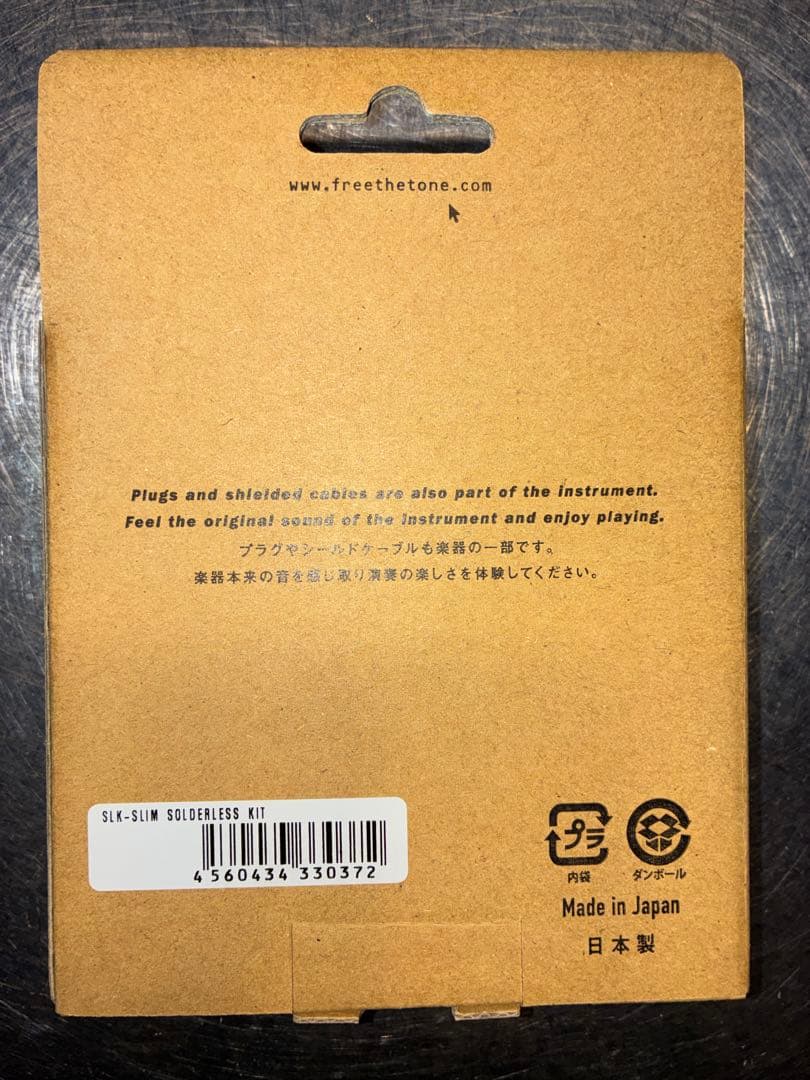 www.freethetone.com
Plugs and shielded cables are also part of the instrument.
Feel the original sound of the instrument and enjoy playing.
プラグやシールドケーブルも楽器の一部です。
楽器本来の音を感じ取り演奏の楽しさを体験してください。
SLK-SLIM SOLDERLESS KIT
4 560434 330372
プラ
内袋
ダンボール
Made in Japan
日本製